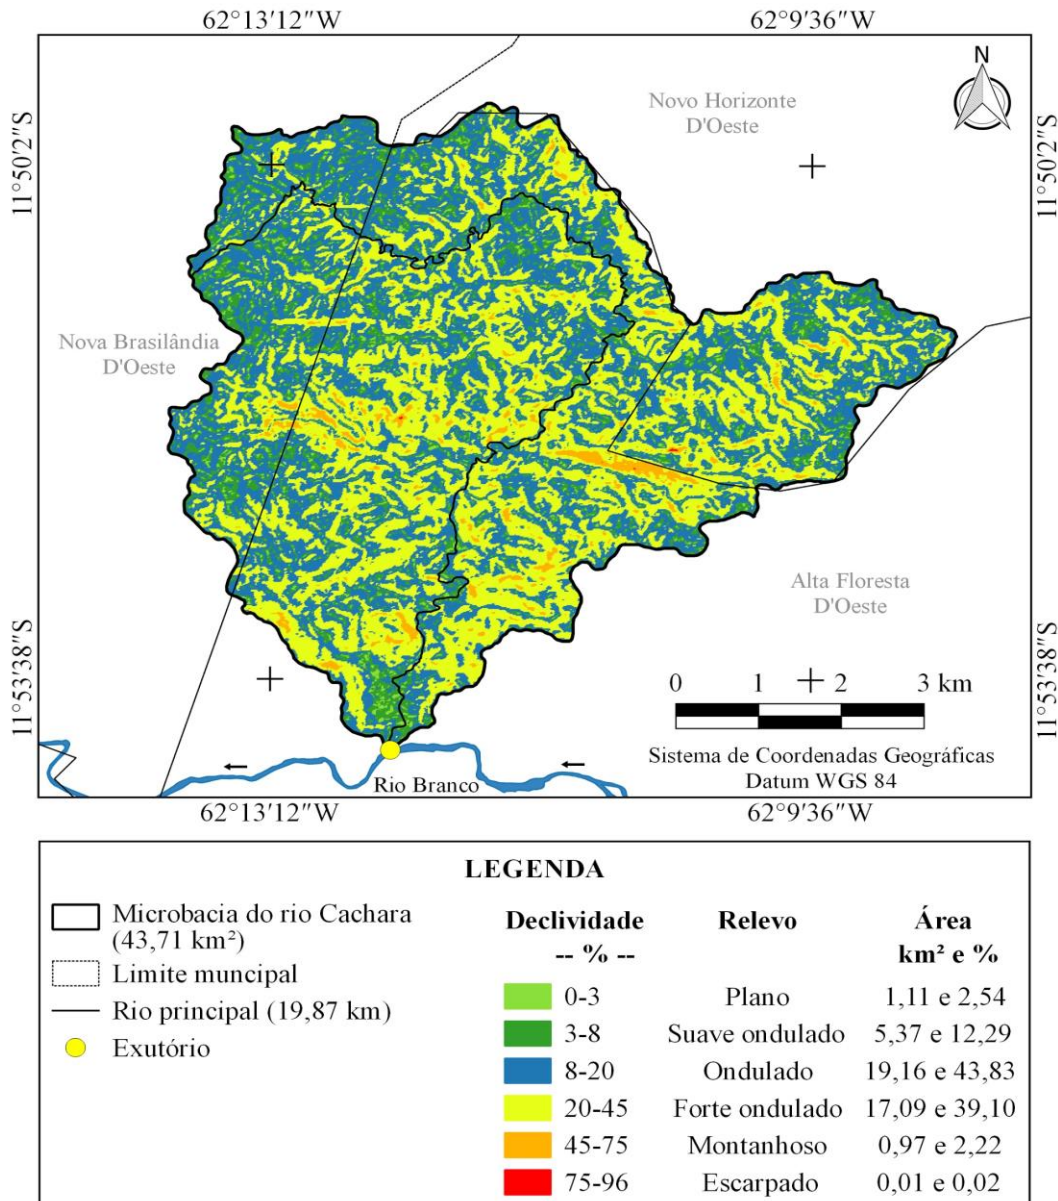 62°13'12"W
62°9'36"W
N
Novo Horizonte
D'Oeste
11°50'2"S
11°50'2"S
Nova Brasilândia
D'Oeste
Alta Floresta
D'Oeste
11°53'38"S
11°53'38"S
0 1 2 3 km
Sistema de Coordenadas Geográficas
Datum WGS 84
Rio Branco
62°13'12"W
62°9'36"W
LEGENDA
Microbacia do rio Cachara
(43,71 km²)
Limite muncipal
Rio principal (19,87 km)
Exutório
Declividade Relevo Área
-- % -- km² e %
0-3 Plano 1,11 e 2,54
3-8 Suave ondulado 5,37 e 12,29
8-20 Ondulado 19,16 e 43,83
20-45 Forte ondulado 17,09 e 39,10
45-75 Montanhoso 0,97 e 2,22
75-96 Escarpado 0,01 e 0,02